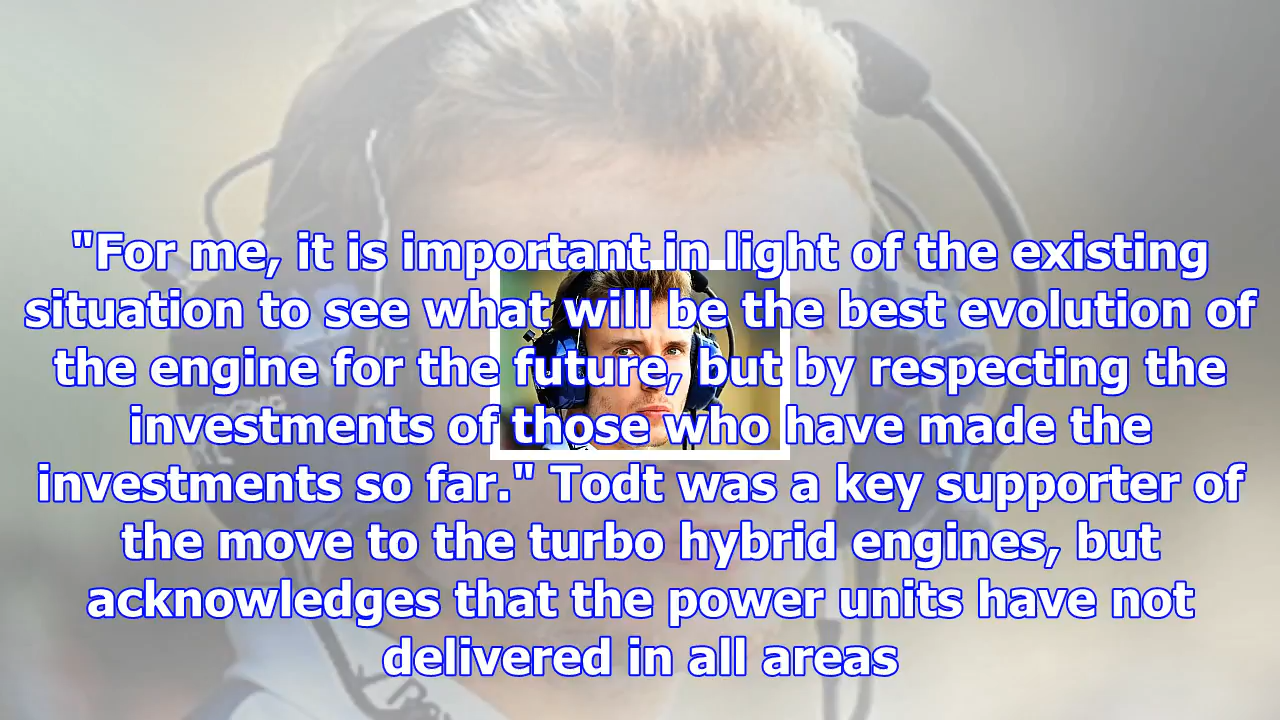 "For me, it is important in light of the existing
situation to see what will be the best evolution of
the engine for the future, but by respecting the
investments of those who have made the
investments so far." Todt was a key supporter of
the move to the turbo hybrid engines, but
acknowledges that the power units have not
delivered in all areas